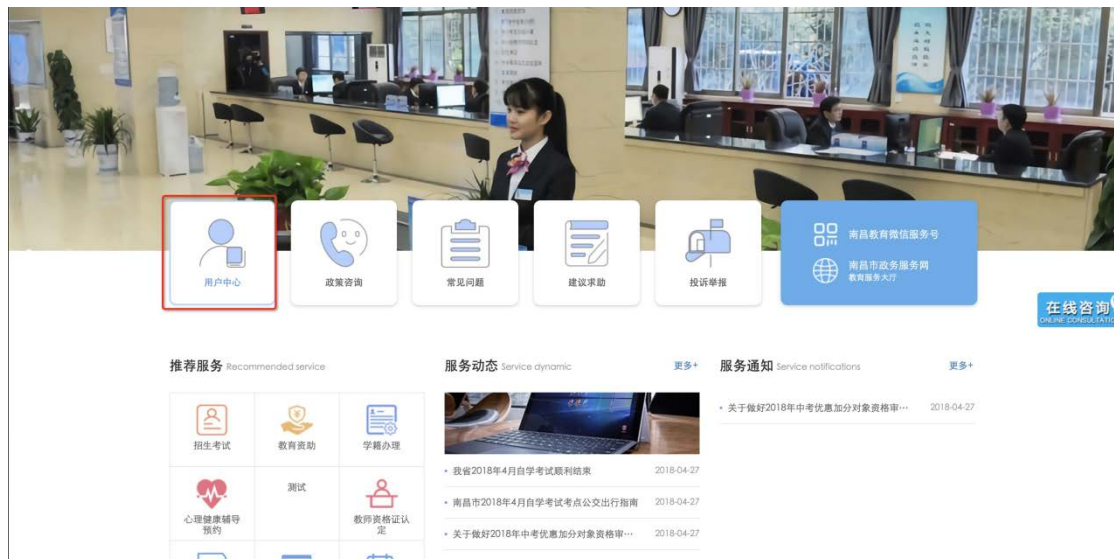 用户中心
政策咨询
常见问题
建议求助
投诉举报
南昌教育微信服务号
南昌市政务服务网
教育服务大厅
在线咨询
ONLINE CONSULTATIO
推荐服务 Recommended service
招生考试
教育资助
学籍办理
心理健康辅导
预约
测试
教师资格证认
定
服务动态 Service dynamic
更多+
• 我省2018年4月自学考试顺利结束 2018-04-27
• 南昌市2018年4月自学考试考点公交出行指南 2018-04-27
• 关于做好2018年中考优惠加分对象资格审… 2018-04-27
服务通知 Service notifications
更多+
• 关于做好2018年中考优惠加分对象资格审… 2018-04-27